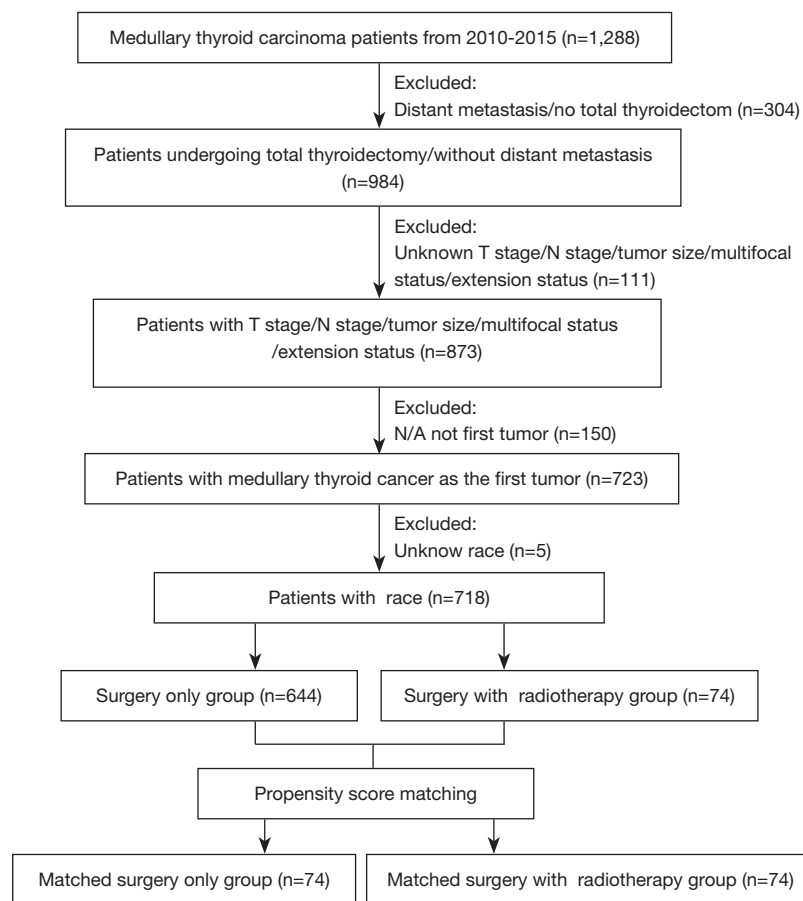 Medullary thyroid carcinoma patients from 2010-2015 (n=1,288)
Excluded:
Distant metastasis/no total thyroidectom (n=304)
Patients undergoing total thyroidectomy/without distant metastasis
(n=984)
Excluded:
Unknown T stage/N stage/tumor size/multifocal
status/extension status (n=111)
Patients with T stage/N stage/tumor size/multifocal status
/extension status (n=873)
Excluded:
N/A not first tumor (n=150)
Patients with medullary thyroid cancer as the first tumor (n=723)
Excluded:
Unknow race (n=5)
Patients with race (n=718)
Surgery only group (n=644)
Surgery with radiotherapy group (n=74)
Propensity score matching
Matched surgery only group (n=74)
Matched surgery with radiotherapy group (n=74)